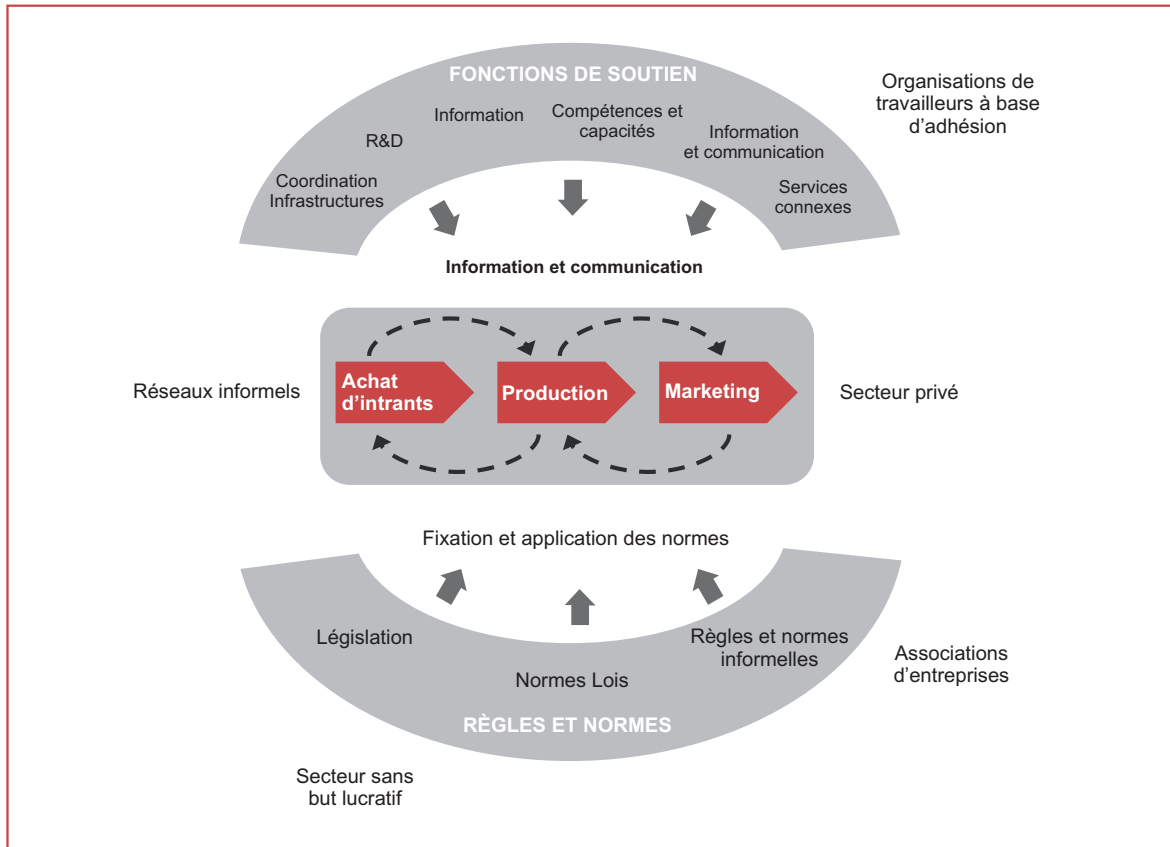 FONCTIONS DE SOUTIEN
Organisations de
travailleurs à base
d'adhésion
Information
Compétences et
capacités
R&D
Information
et communication
Coordination
Infrastructures
Services
connexes
Information et communication
Réseaux informels
Achat
d'intrants
Production
Marketing
Secteur privé
Fixation et application des normes
Législation
Normes Lois
Règles et normes
informelles
Associations
d'entreprises
RÈGLES ET NORMES
Secteur sans
but lucratif